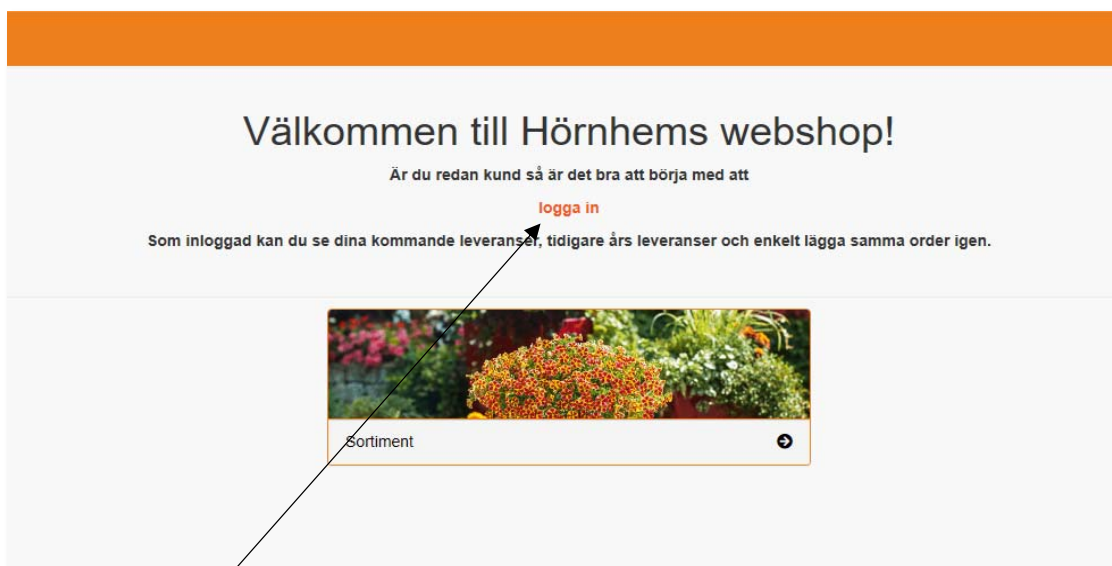 Välkommen till Hörnhems webshop!
Är du redan kund så är det bra att börja med att
logga in
Som inloggad kan du se dina kommande leveranser, tidigare års leveranser och enkelt lägga samma order igen.
Sortiment